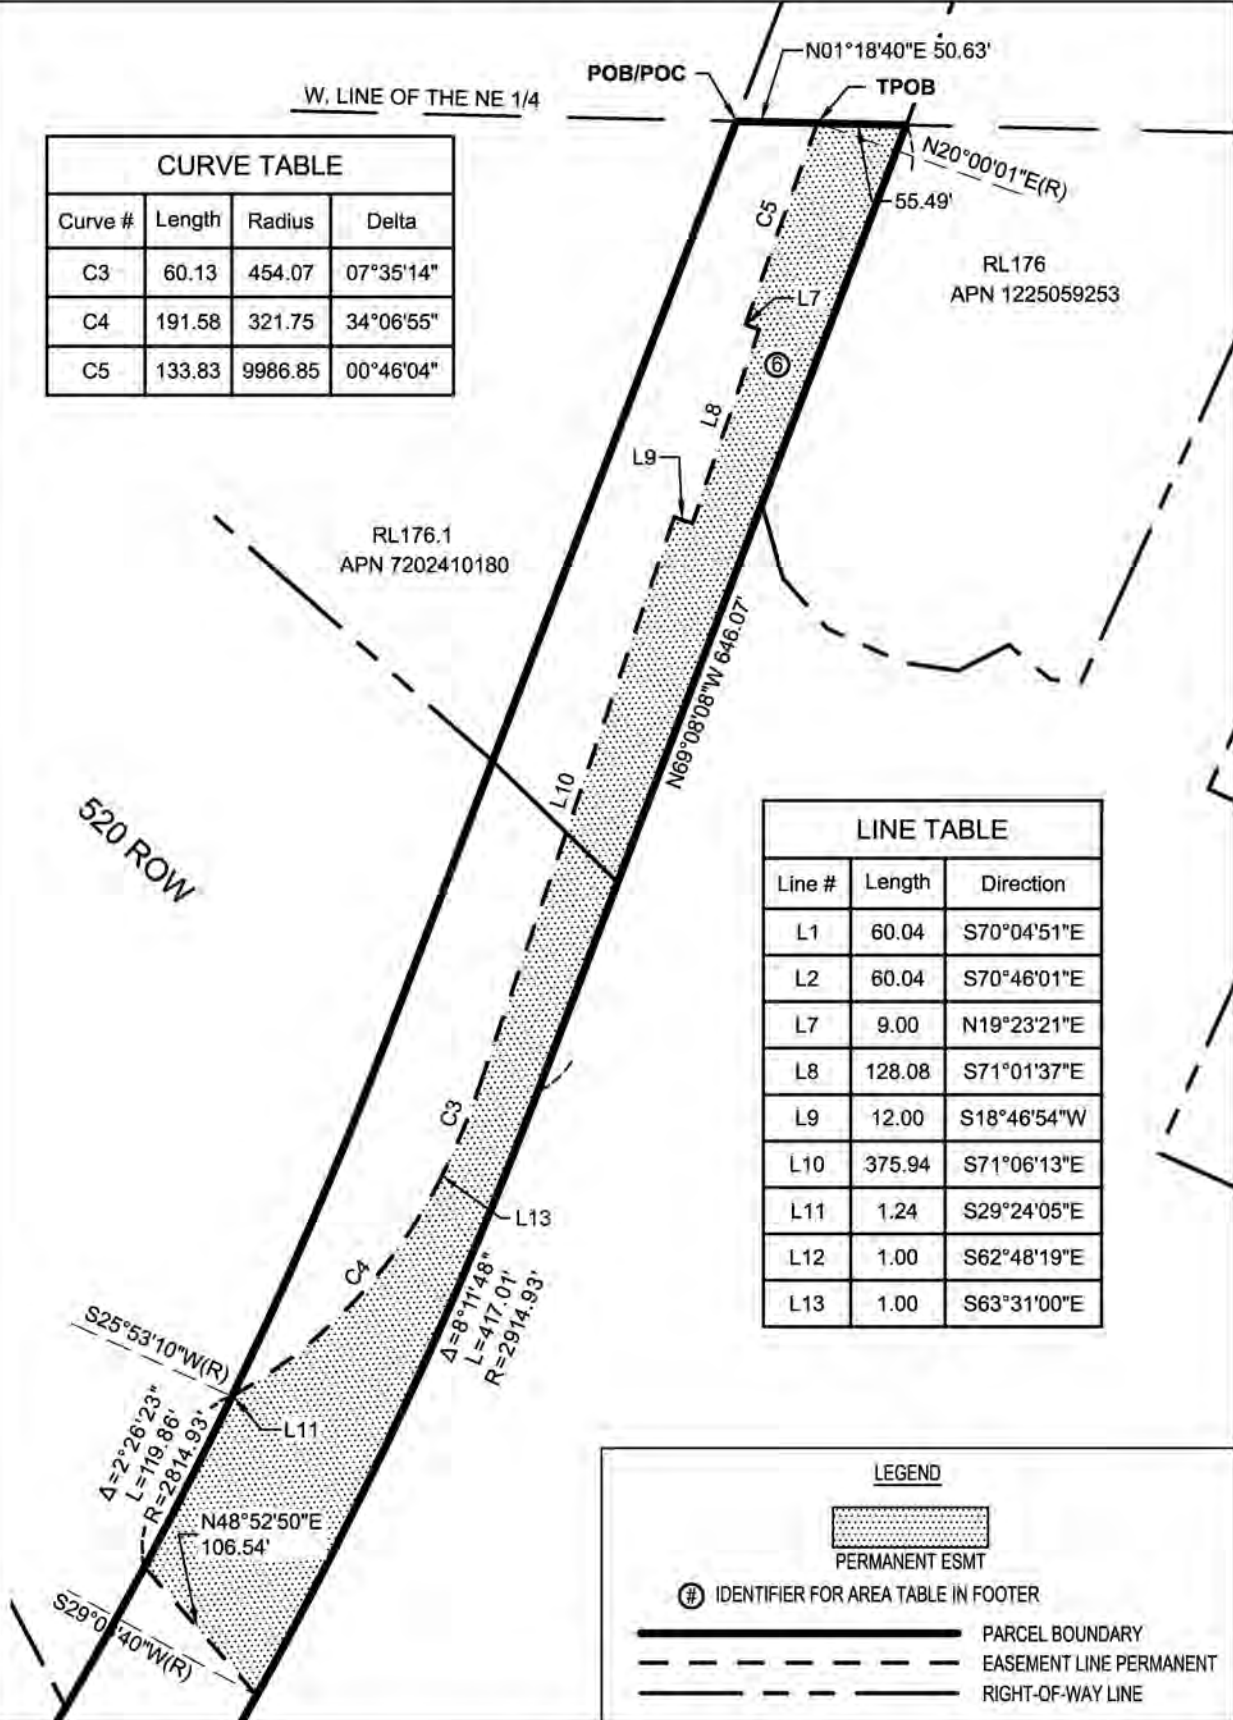 N01°18'40"E 50.63'
POB/POC
TPOB
W. LINE OF THE NE 1/4
N20°00'01"E(R)
55.49'
CURVE TABLE
Curve # Length Radius Delta
C3 60.13 454.07 07°35'14"
C4 191.58 321.75 34°06'55"
C5 133.83 9986.85 00°46'04"
C5
RL176
APN 1225059253
L7
6
L8
L9
RL176.1
APN 7202410180
N69°08'08"W 646.07'
L10
520 ROW
LINE TABLE
Line # Length Direction
L1 60.04 S70°04'51"E
L2 60.04 S70°46'01"E
L7 9.00 N19°23'21"E
L8 128.08 S71°01'37"E
L9 12.00 S18°46'54"W
L10 375.94 S71°06'13"E
L11 1.24 S29°24'05"E
L12 1.00 S62°48'19"E
L13 1.00 S63°31'00"E
C3
L13
C4
Δ=8°11'48"
L=417.01'
R=2914.93'
S25°53'10"W(R)
L11
Δ=2°26'23"
L=119.86'
R=2814.93'
N48°52'50"E
106.54'
LEGEND
PERMANENT ESMT
# IDENTIFIER FOR AREA TABLE IN FOOTER
PARCEL BOUNDARY
EASEMENT LINE PERMANENT
RIGHT-OF-WAY LINE